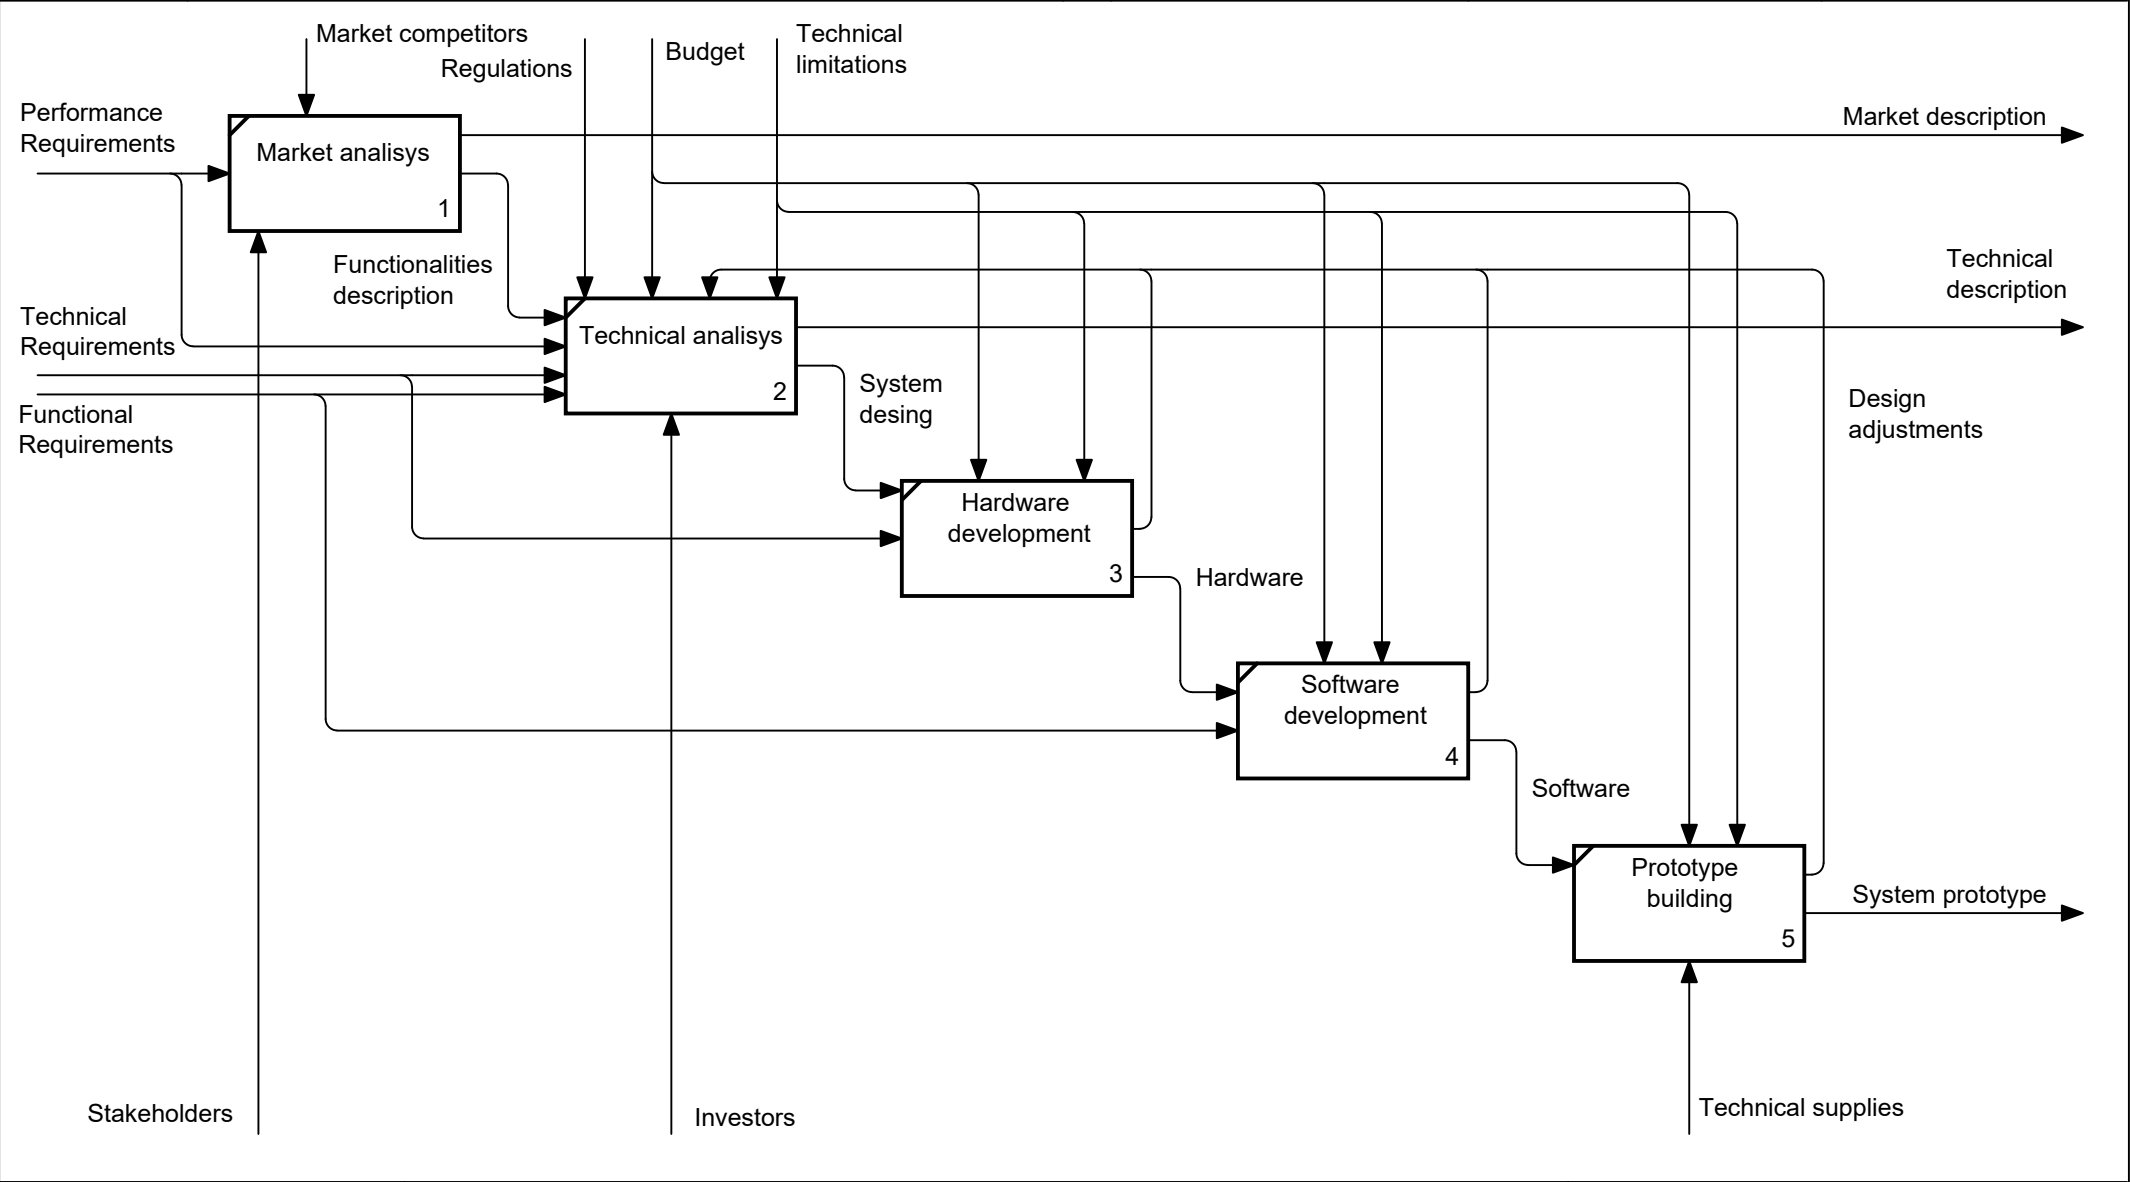 Market competitors
Regulations
Budget
Technical
limitations
Performance
Requirements
Market analisys
1
Market description
Functionalities
description
Technical
Requirements
Functional
Requirements
Technical analisys
2
Technical
description
System
desing
Design
adjustments
Hardware
development
3
Hardware
Software
development
4
Software
Prototype
building
5
System prototype
Stakeholders
Investors
Technical supplies